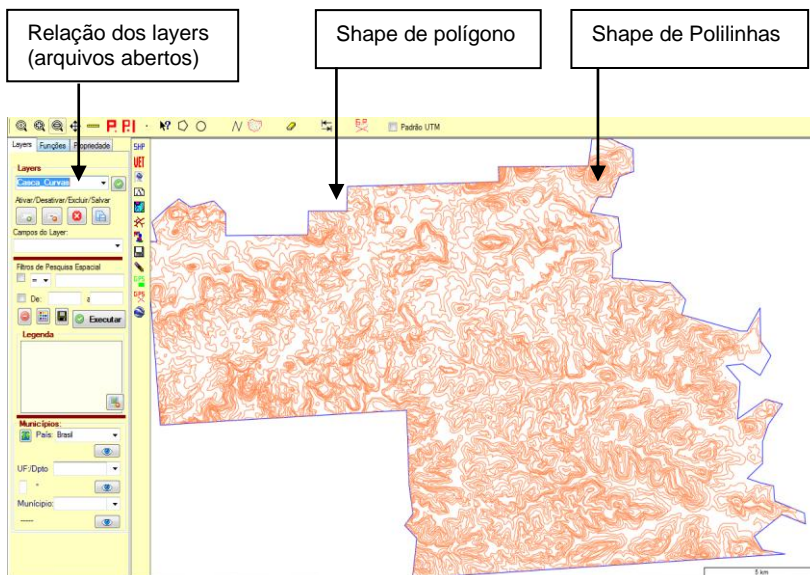 Relação dos layers
(arquivos abertos)
Shape de polígono
Shape de Polilinhas
Padrão UTM
Layers Funções Propriedade
SHP
Layers
Casca_Curvas
Ativar/Desativar/Excluir/Salvar
Campos do Layer:
Filtros de Pesquisa Espacial
=
De: a
Executar
Legenda
Municípios:
País: Brasil
UF:/Dpto
Município:
-----
GPS
GPS
5 km